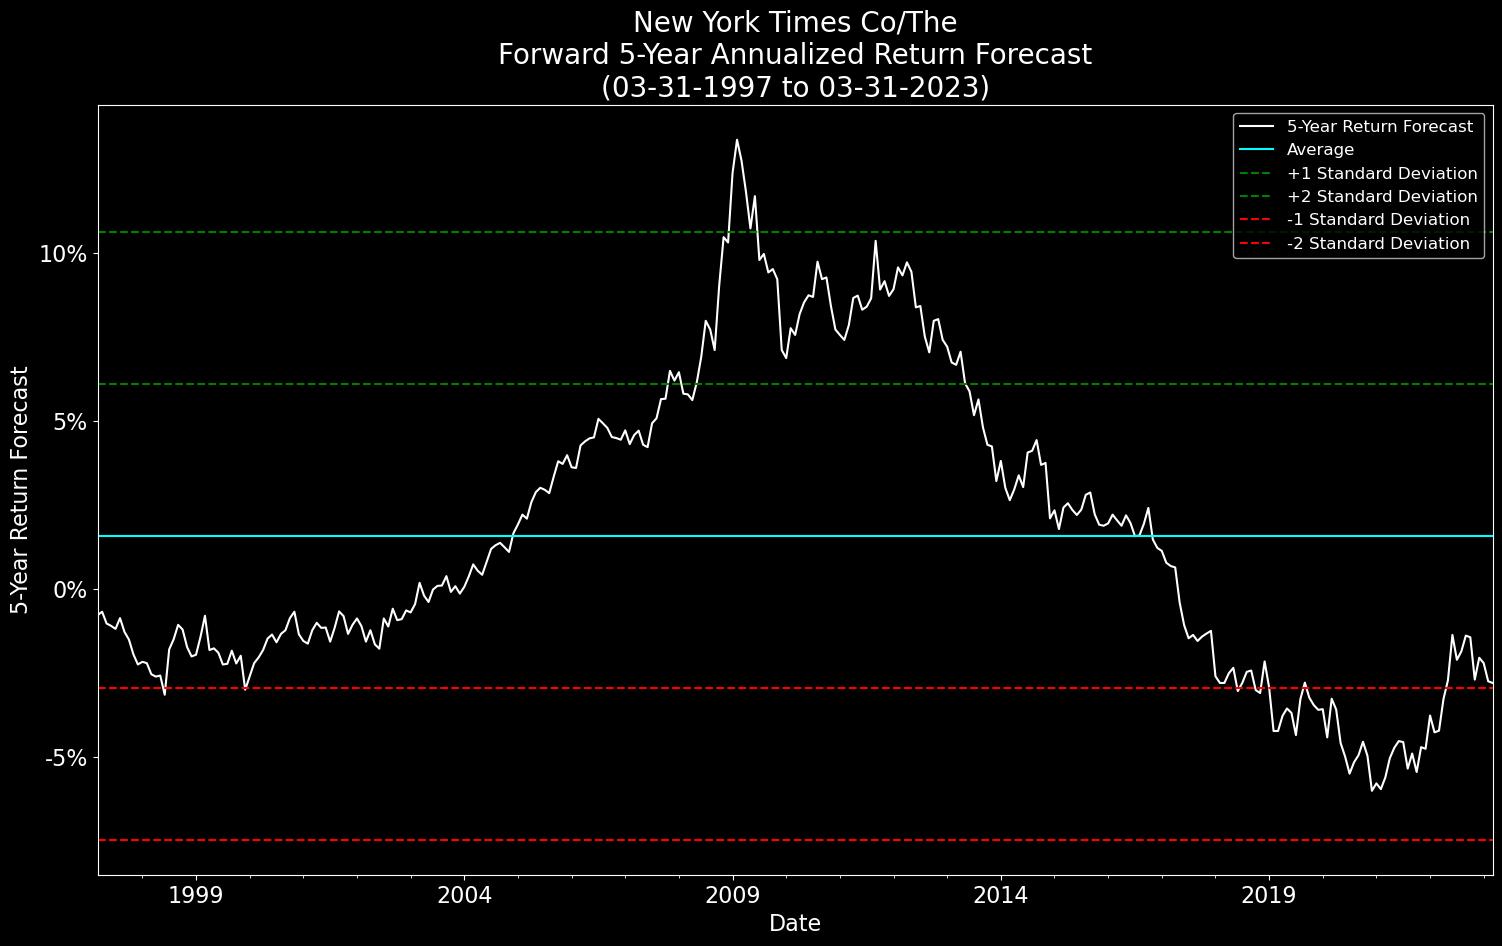 New York Times Co/The
Forward 5-Year Annualized Return Forecast
(03-31-1997 to 03-31-2023)
5-Year Return Forecast
Average
+1 Standard Deviation
+2 Standard Deviation
-1 Standard Deviation
-2 Standard Deviation
10%
5%
0%
-5%
5-Year Return Forecast
1999 2004 2009 2014 2019
Date